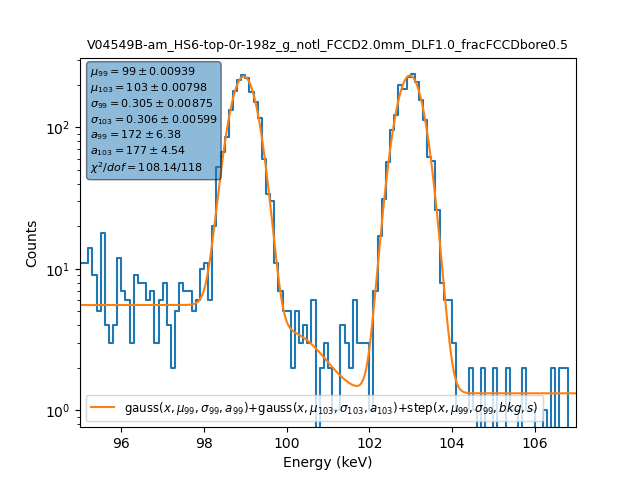 V04549B-am_HS6-top-0r-198z_g_notl_FCCD2.0mm_DLF1.0_fracFCCDbore0.5
μ₉₉ = 99 ± 0.00939
μ₁₀₃ = 103 ± 0.00798
σ₉₉ = 0.305 ± 0.00875
σ₁₀₃ = 0.306 ± 0.00599
a₉₉ = 172 ± 6.38
a₁₀₃ = 177 ± 4.54
χ²/dof = 108.14/118
Counts
10²
10¹
10⁰
gauss(x, μ₉₉, σ₉₉, a₉₉)+gauss(x, μ₁₀₃, σ₁₀₃, a₁₀₃)+step(x, μ₉₉, σ₉₉, bkg, s)
96 98 100 102 104 106
Energy (keV)